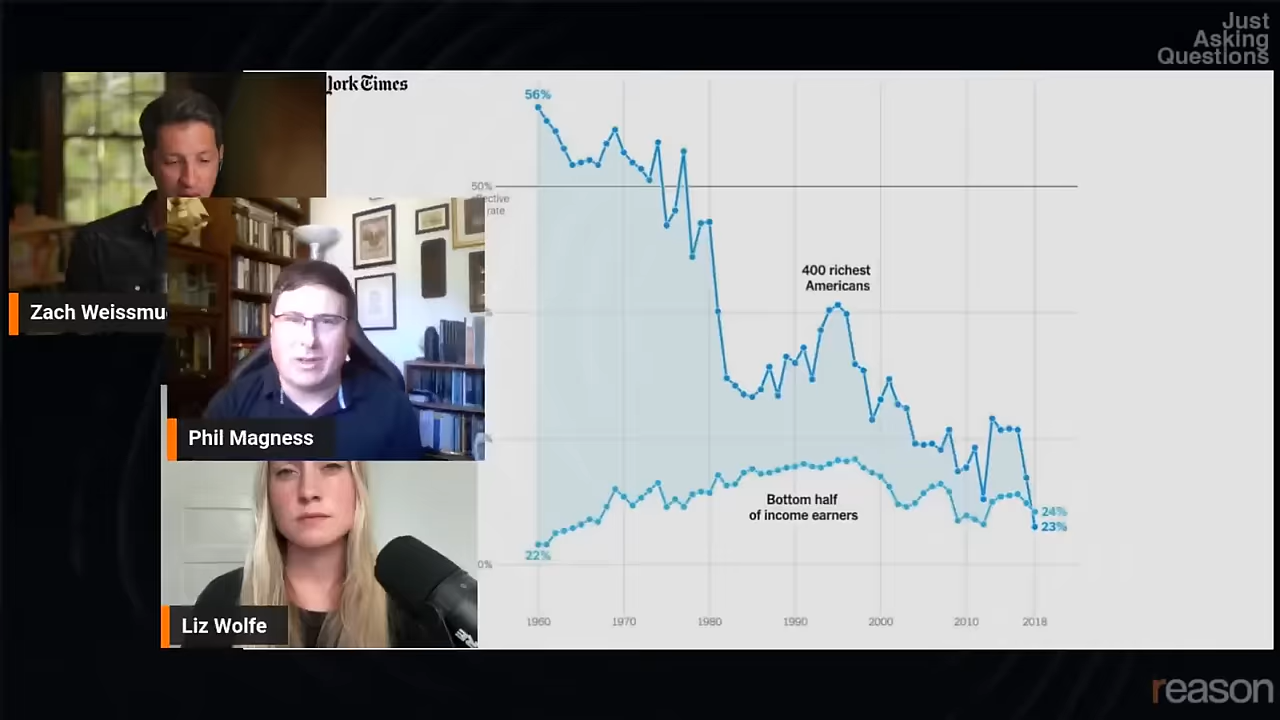 Just
Asking
Questions
York Times
56%
50%
rate
400 richest
Americans
Bottom half
of income earners
22%
24%
23%
0%
1960
1970
1980
1990
2000
2010
2018
Zach Weissmu
Phil Magness
Liz Wolfe
reason